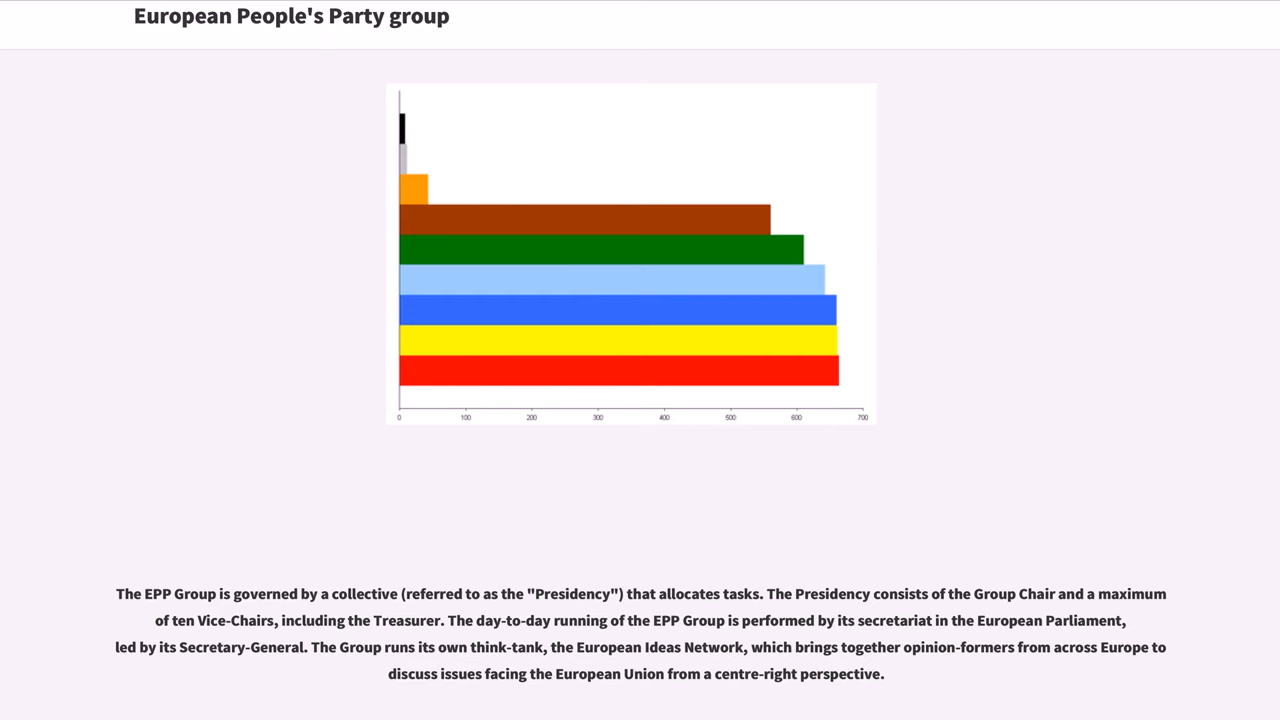 European People's Party group
0 100 200 300 400 500 600 700
The EPP Group is governed by a collective (referred to as the "Presidency") that allocates tasks. The Presidency consists of the Group Chair and a maximum
of ten Vice-Chairs, including the Treasurer. The day-to-day running of the EPP Group is performed by its secretariat in the European Parliament,
led by its Secretary-General. The Group runs its own think-tank, the European Ideas Network, which brings together opinion-formers from across Europe to
discuss issues facing the European Union from a centre-right perspective.